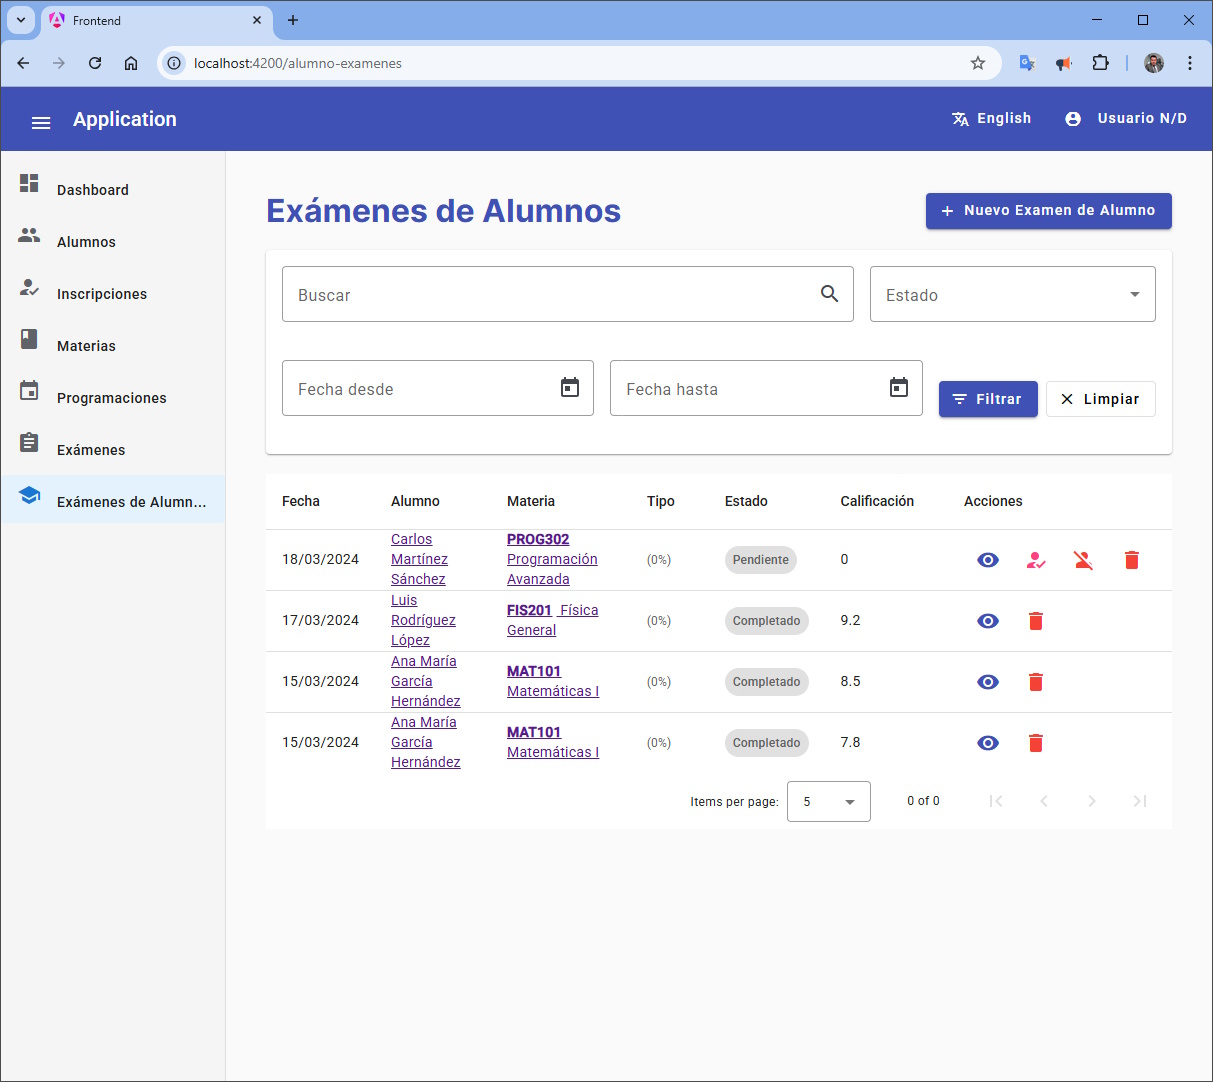 Frontend
localhost:4200/alumno-examenes
Application
English
Usuario N/D
Dashboard
Alumnos
Inscripciones
Materias
Programaciones
Exámenes
Exámenes de Alumn...
Exámenes de Alumnos
Nuevo Examen de Alumno
Buscar
Estado
Fecha desde
Fecha hasta
Filtrar
Limpiar
Fecha Alumno Materia Tipo Estado Calificación Acciones
18/03/2024
Carlos
Martínez
Sánchez
PROG302
Programación
Avanzada
(0%)
Pendiente
0
17/03/2024
Luis
Rodríguez
López
FIS201 Física
General
(0%)
Completado
9.2
15/03/2024
Ana María
García
Hernández
MAT101
Matemáticas I
(0%)
Completado
8.5
15/03/2024
Ana María
García
Hernández
MAT101
Matemáticas I
(0%)
Completado
7.8
Items per page: 5 0 of 0